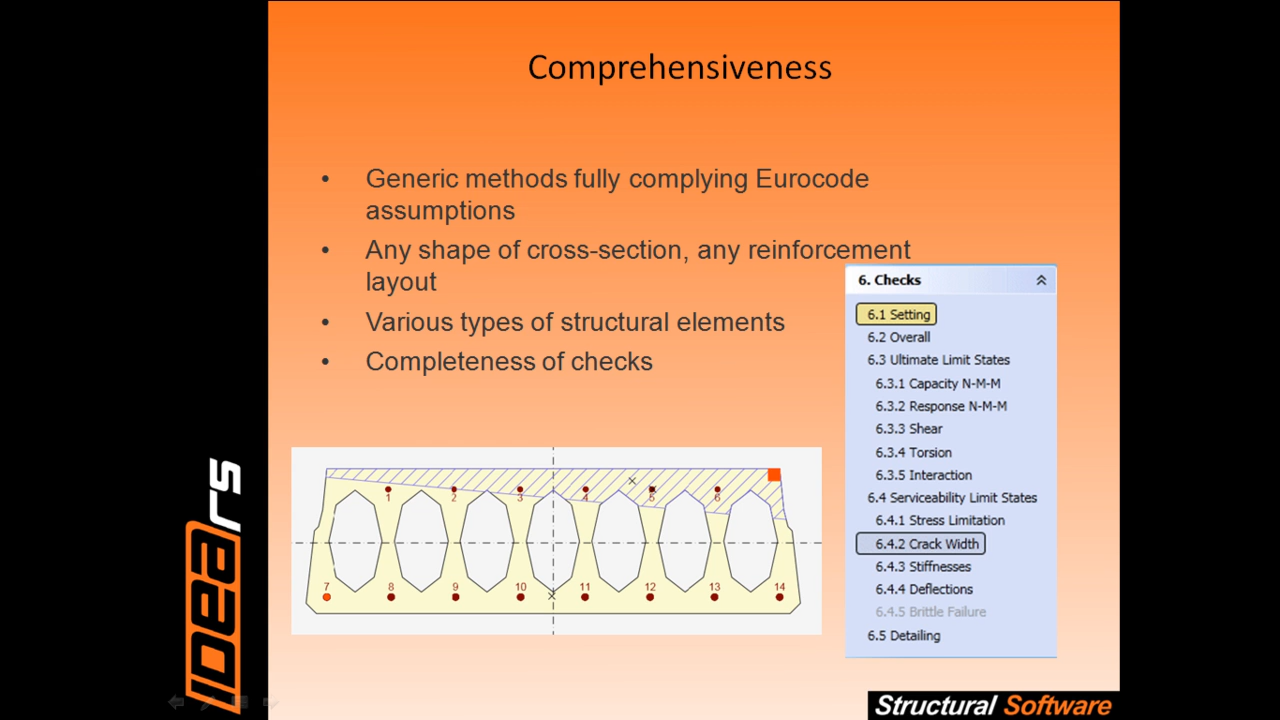 Comprehensiveness
• Generic methods fully complying Eurocode
assumptions
• Any shape of cross-section, any reinforcement
layout
• Various types of structural elements
• Completeness of checks
6. Checks
6.1 Setting
6.2 Overall
6.3 Ultimate Limit States
6.3.1 Capacity N-M-M
6.3.2 Response N-M-M
6.3.3 Shear
6.3.4 Torsion
6.3.5 Interaction
6.4 Serviceability Limit States
6.4.1 Stress Limitation
6.4.2 Crack Width
6.4.3 Stiffnesses
6.4.4 Deflections
6.4.5 Brittle Failure
6.5 Detailing
1 2 3 4 5 6
7 8 9 10 11 12 13 14
IDEArs
Structural Software